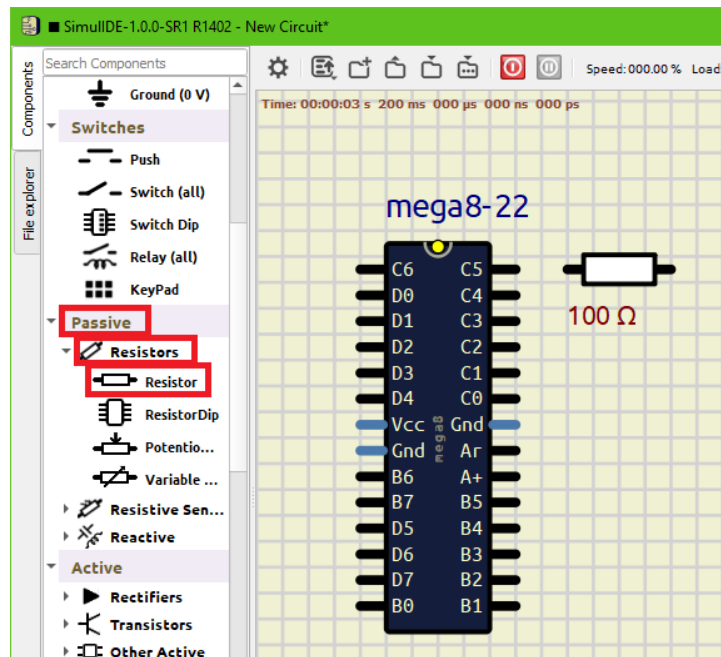 SimulIDE-1.0.0-SR1 R1402 - New Circuit*
Components
File explorer
Search Components
Ground (0 V)
Switches
Push
Switch (all)
Switch Dip
Relay (all)
KeyPad
Passive
Resistors
Resistor
ResistorDip
Potentio...
Variable ...
Resistive Sen...
Reactive
Active
Rectifiers
Transistors
Other Active
Speed: 000.00 % Load
Time: 00:00:03 s 200 ms 000 µs 000 ns 000 ps
mega8-22
C6 C5
D0 C4
D1 C3
D2 C2
D3 C1
D4 C0
Vcc Gnd
Gnd Ar
B6 A+
B7 B5
D5 B4
D6 B3
D7 B2
B0 B1
mega8
100 Ω